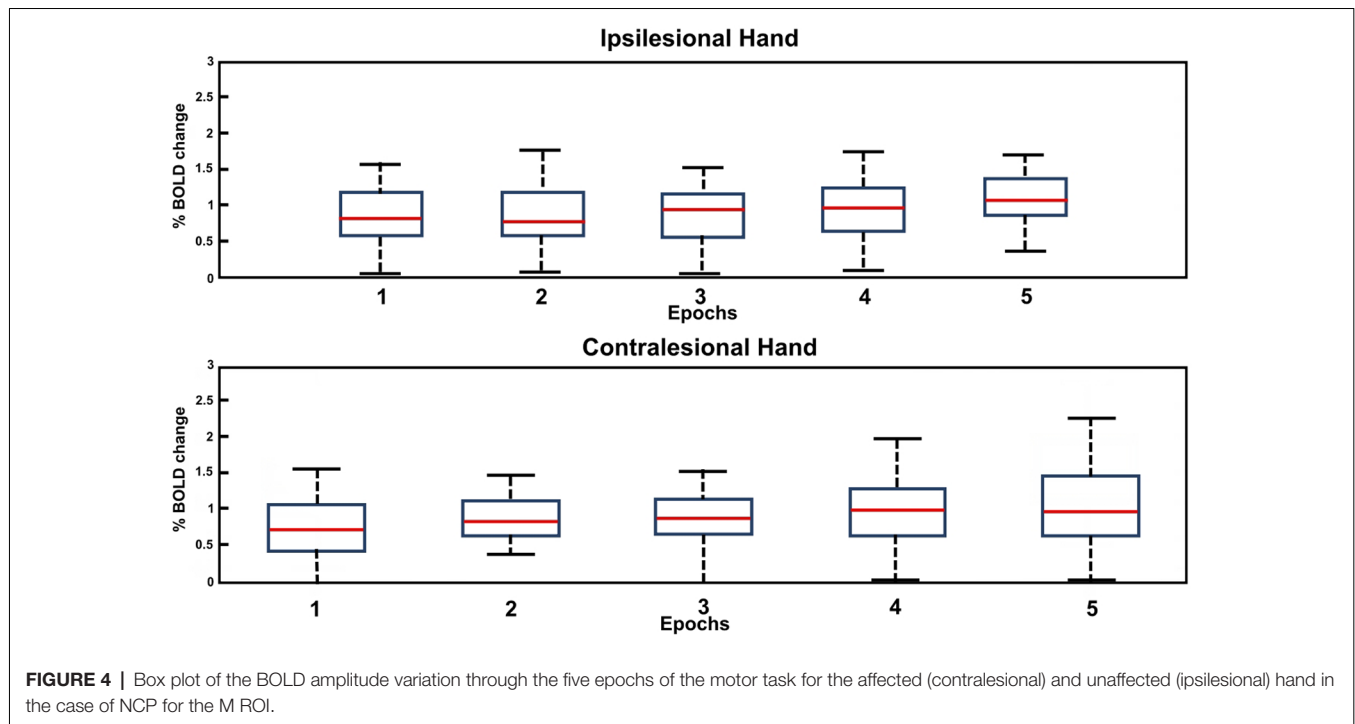 Ipsilesional Hand
% BOLD change
3
2.5
2
1.5
1
0.5
0
1 2 3 4 5
Epochs
Contralesional Hand
% BOLD change
3
2.5
2
1.5
1
0.5
0
1 2 3 4 5
Epochs
FIGURE 4 | Box plot of the BOLD amplitude variation through the five epochs of the motor task for the affected (contralesional) and unaffected (ipsilesional) hand in
the case of NCP for the M ROI.